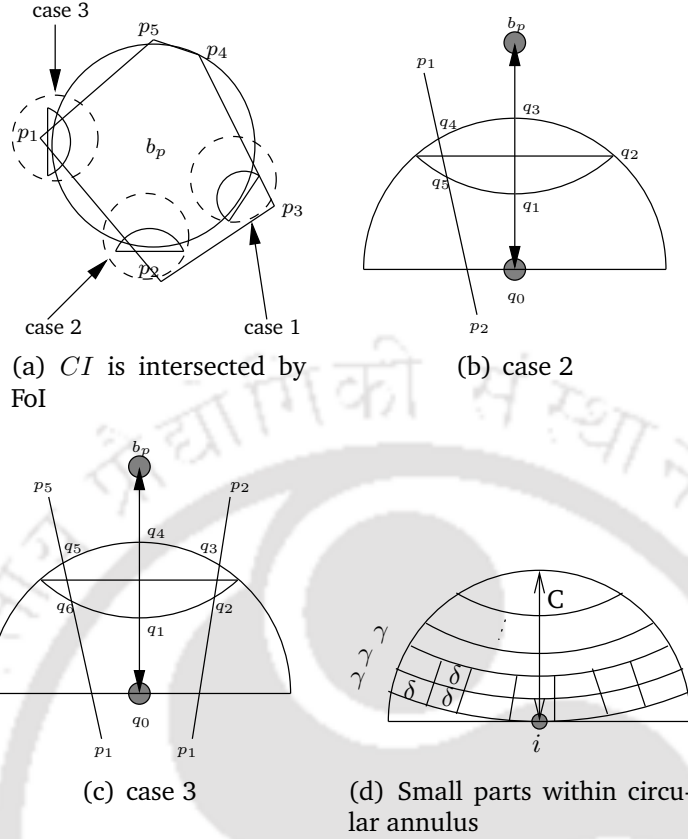 case 3
p5
p4
p1
bp
p3
p2
case 2
case 1
(a) CI is intersected by
FoI
bp
p1
q3
q4
q2
q5
q1
q0
p2
(b) case 2
bp
p5
p2
q4
q5
q3
q6
q2
q1
q0
p1
p1
(c) case 3
C
γ
γ
γ
δ
δ
δ
i
(d) Small parts within circu-
lar annulus